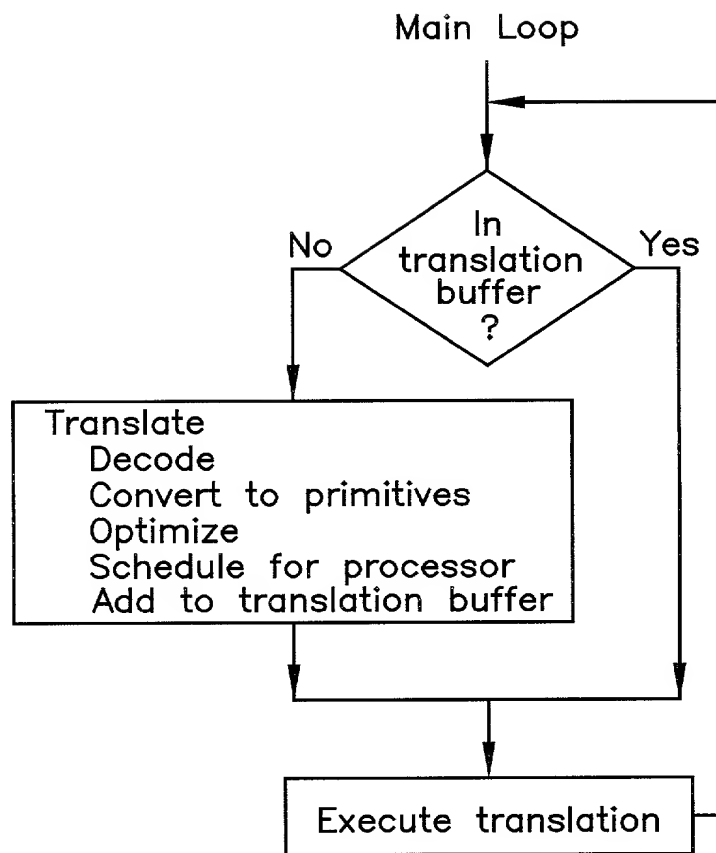 Main Loop
In
translation
buffer
?
No
Yes
Translate
Decode
Convert to primitives
Optimize
Schedule for processor
Add to translation buffer
Execute translation